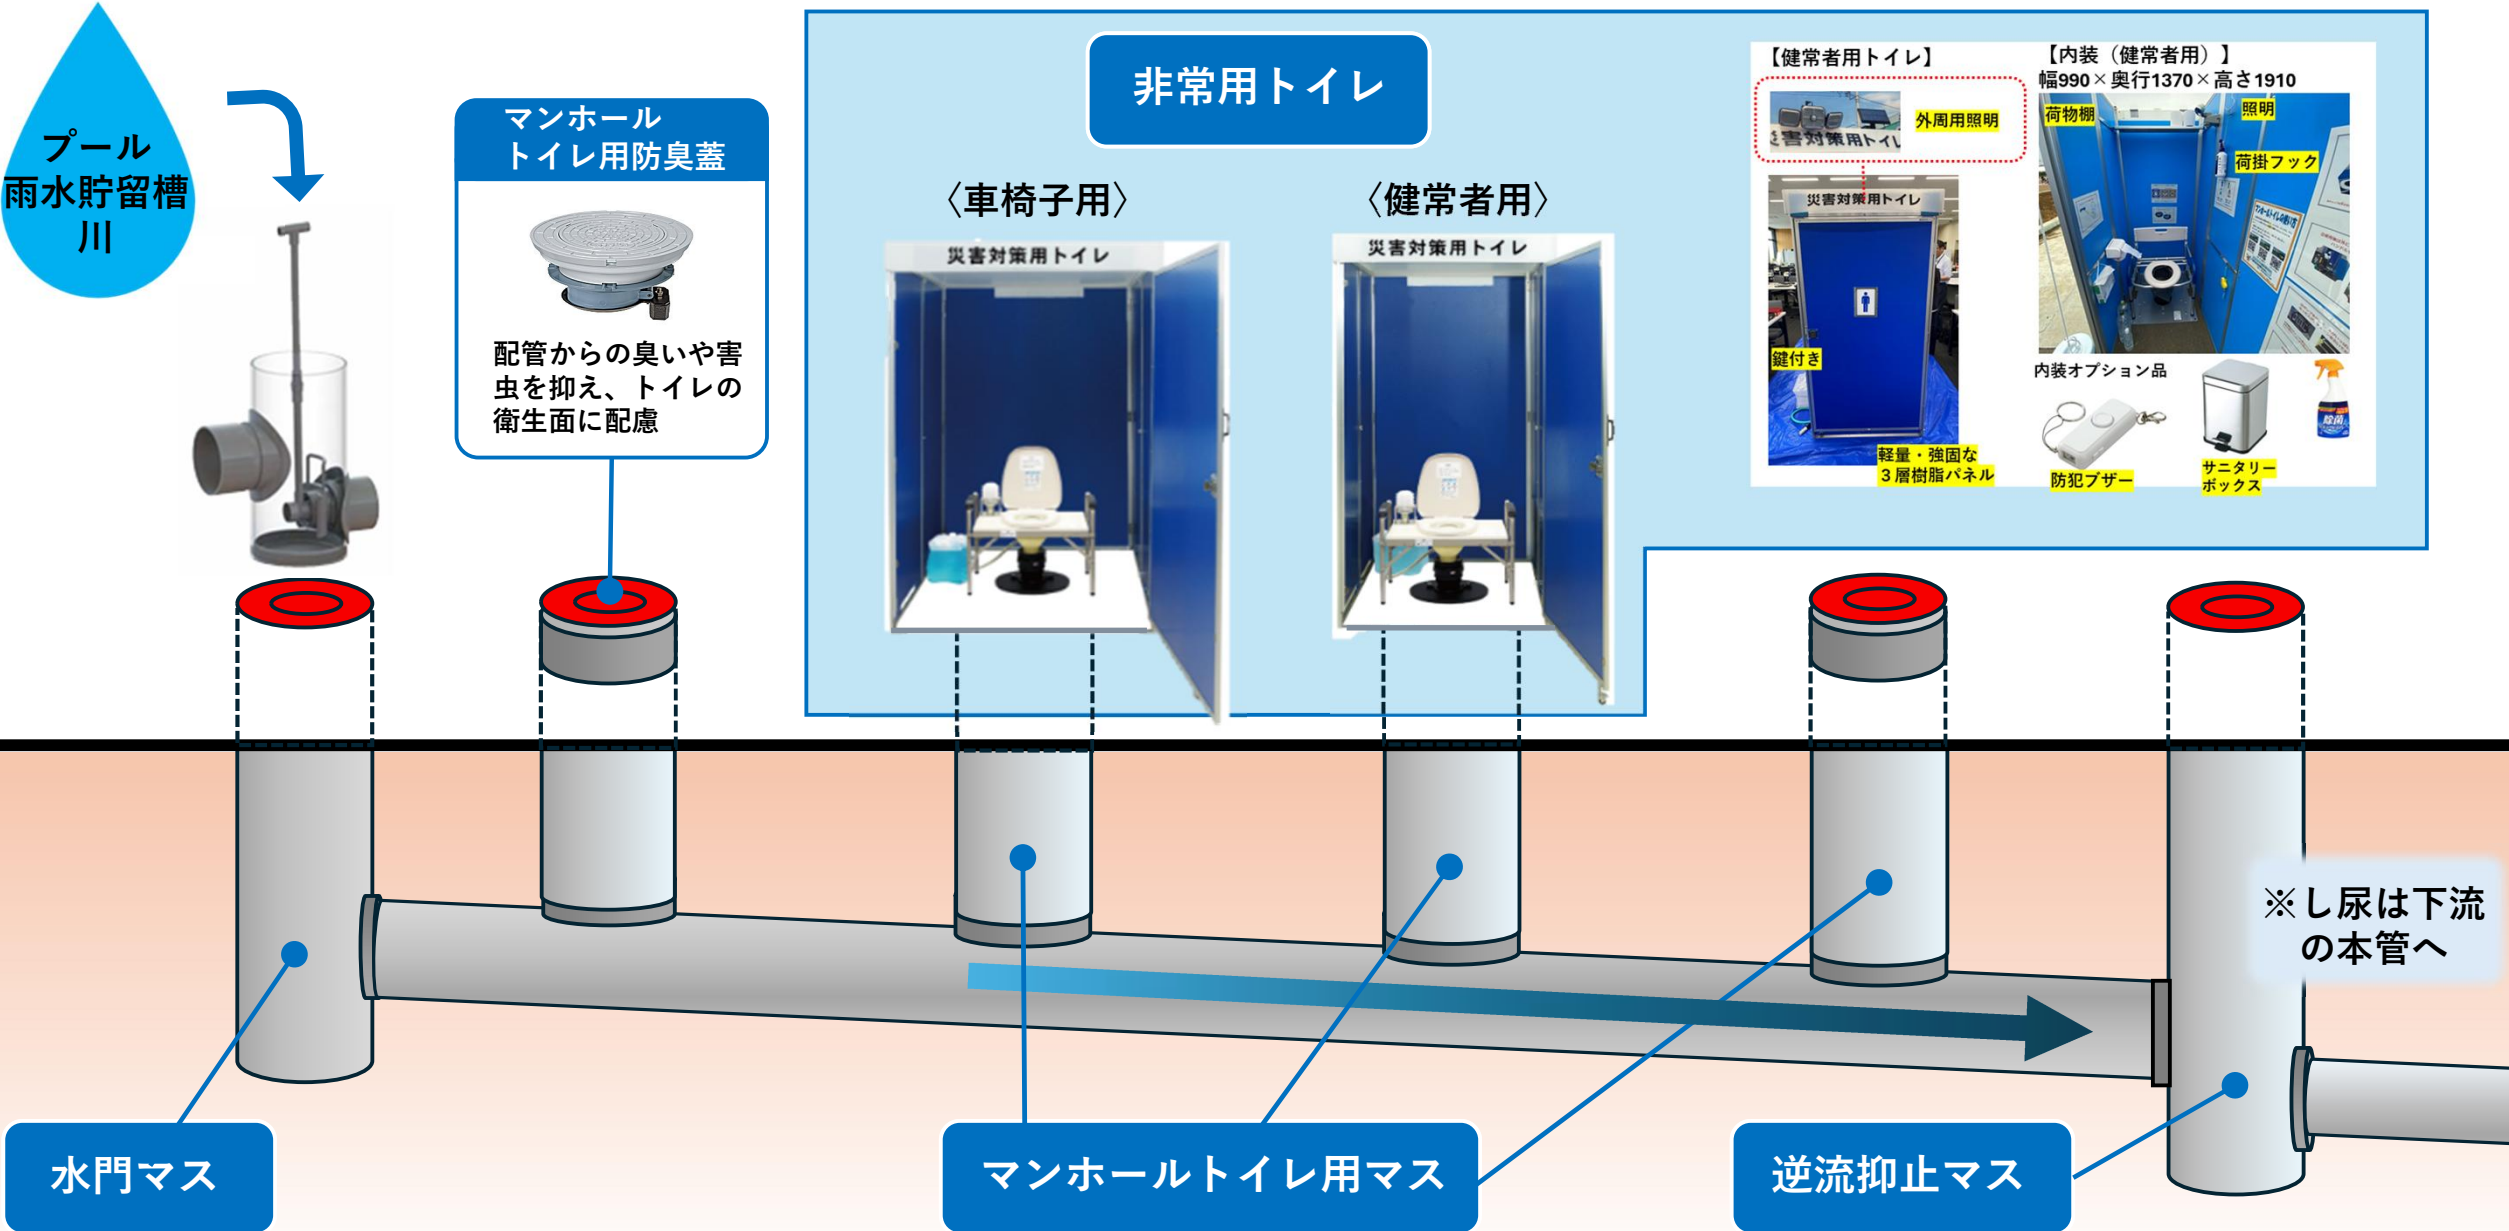 プール
雨水貯留槽
川
マンホール
トイレ用防臭蓋
配管からの臭いや害
虫を抑え、トイレの
衛生面に配慮
非常用トイレ
〈車椅子用〉
〈健常者用〉
災害対策用トイレ
災害対策用トイレ
【健常者用トイレ】
外周用照明
災害対策用トイレ
災害対策用トイレ
鍵付き
軽量・強固な
３層樹脂パネル
【内装（健常者用）】
幅990×奥行1370×高さ1910
荷物棚
照明
荷掛フック
内装オプション品
防犯ブザー
サニタリー
ボックス
除菌
※し尿は下流
の本管へ
水門マス
マンホールトイレ用マス
逆流抑止マス